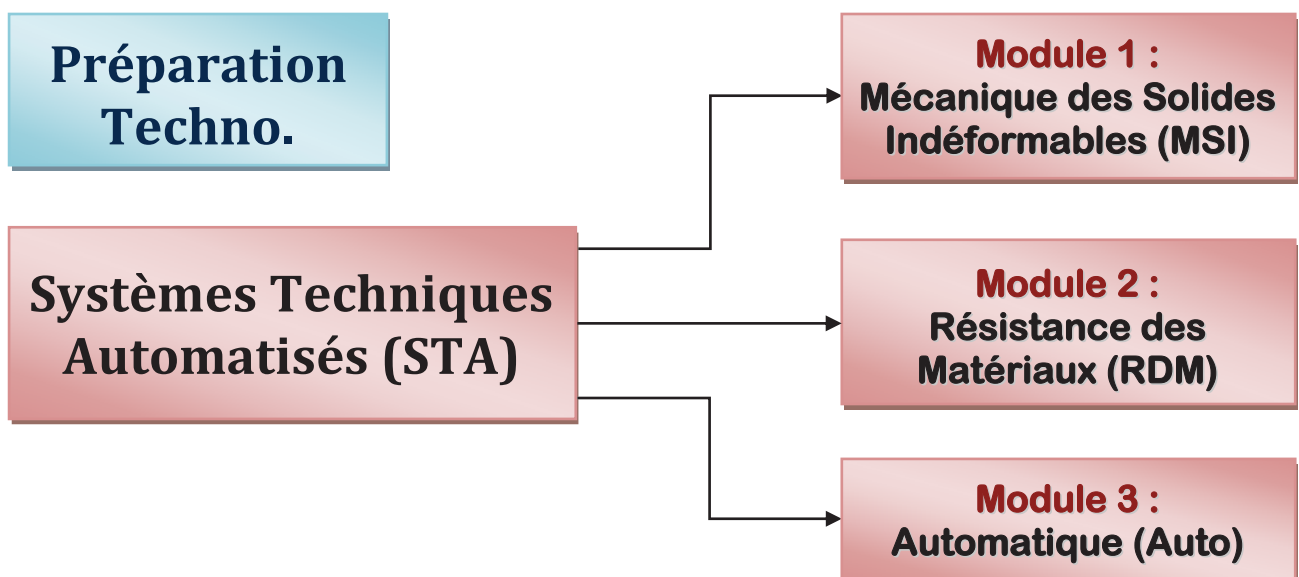 Préparation
Techno.
Systèmes Techniques
Automatisés (STA)
Module 1 :
Mécanique des Solides
Indéformables (MSI)
Module 2 :
Résistance des
Matériaux (RDM)
Module 3 :
Automatique (Auto)